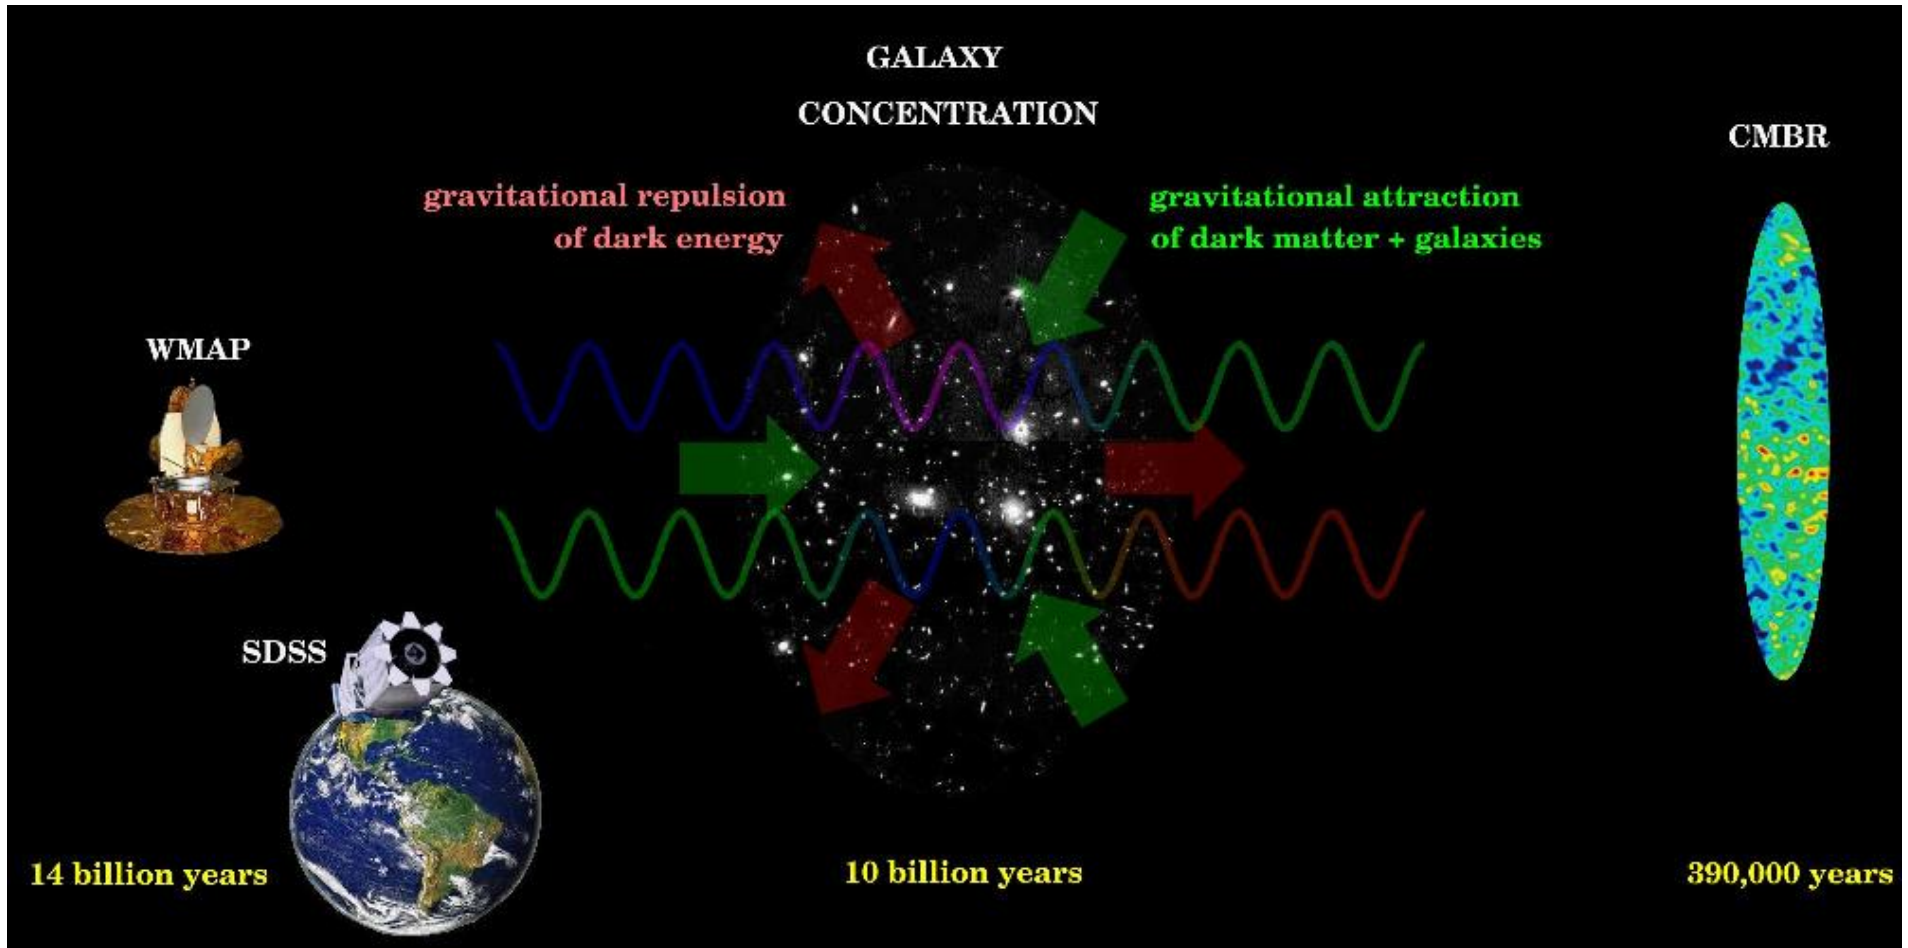 GALAXY
CONCENTRATION
CMBR
gravitational repulsion
of dark energy
gravitational attraction
of dark matter + galaxies
WMAP
SDSS
14 billion years
10 billion years
390,000 years